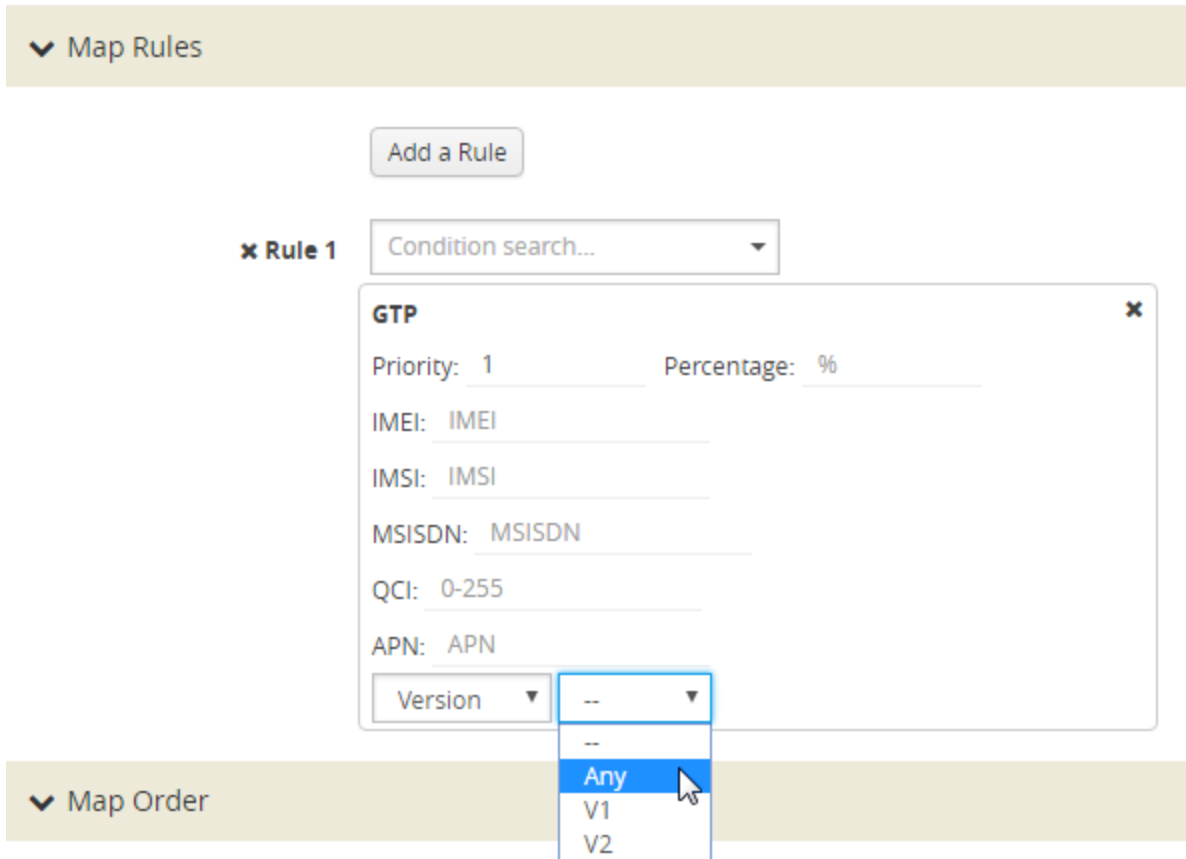 Map Rules
Add a Rule
Rule 1 Condition search...
GTP
Priority: 1 Percentage: %
IMEI: IMEI
IMSI: IMSI
MSISDN: MSISDN
QCI: 0-255
APN: APN
Version --
--
Any
Map Order
V1
V2